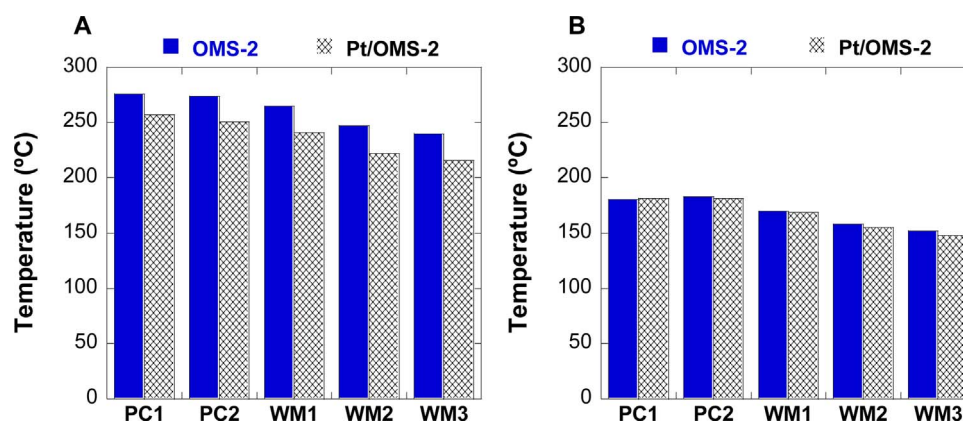 A
OMS-2 Pt/OMS-2
Temperature (ºC)
300
250
200
150
100
50
0
PC1 PC2 WM1 WM2 WM3
B
OMS-2 Pt/OMS-2
Temperature (ºC)
300
250
200
150
100
50
0
PC1 PC2 WM1 WM2 WM3